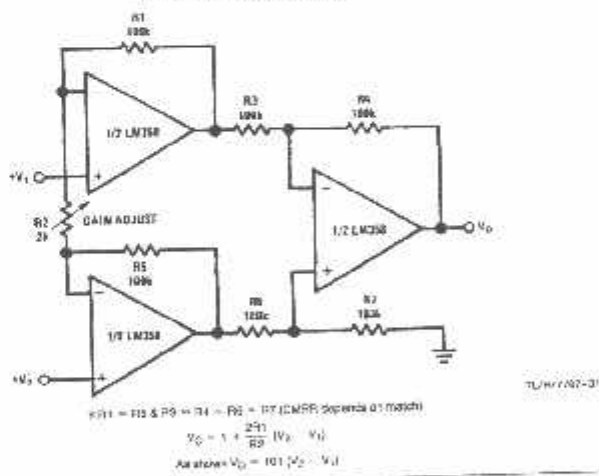 R1
100k
1/2 LM358
+V1
R3
100k
R4
100k
R2
2k
GAIN ADJUST
R5
100k
1/2 LM358
VO
R6
100k
R7
100k
1/2 LM358
+V2
R1 = R5 & R3 = R4 = R6 = R7 (CMRR depends on match)
VO = 1 + 2R1/R2 (V2 − V1)
As shown VO = 101 (V2 − V1)